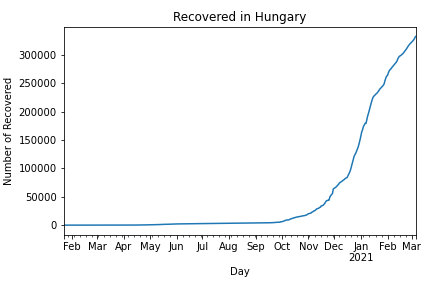 Recovered in Hungary
Number of Recovered
300000
250000
200000
150000
100000
50000
0
Feb Mar Apr May Jun Jul Aug Sep Oct Nov Dec Jan Feb Mar
2021
Day